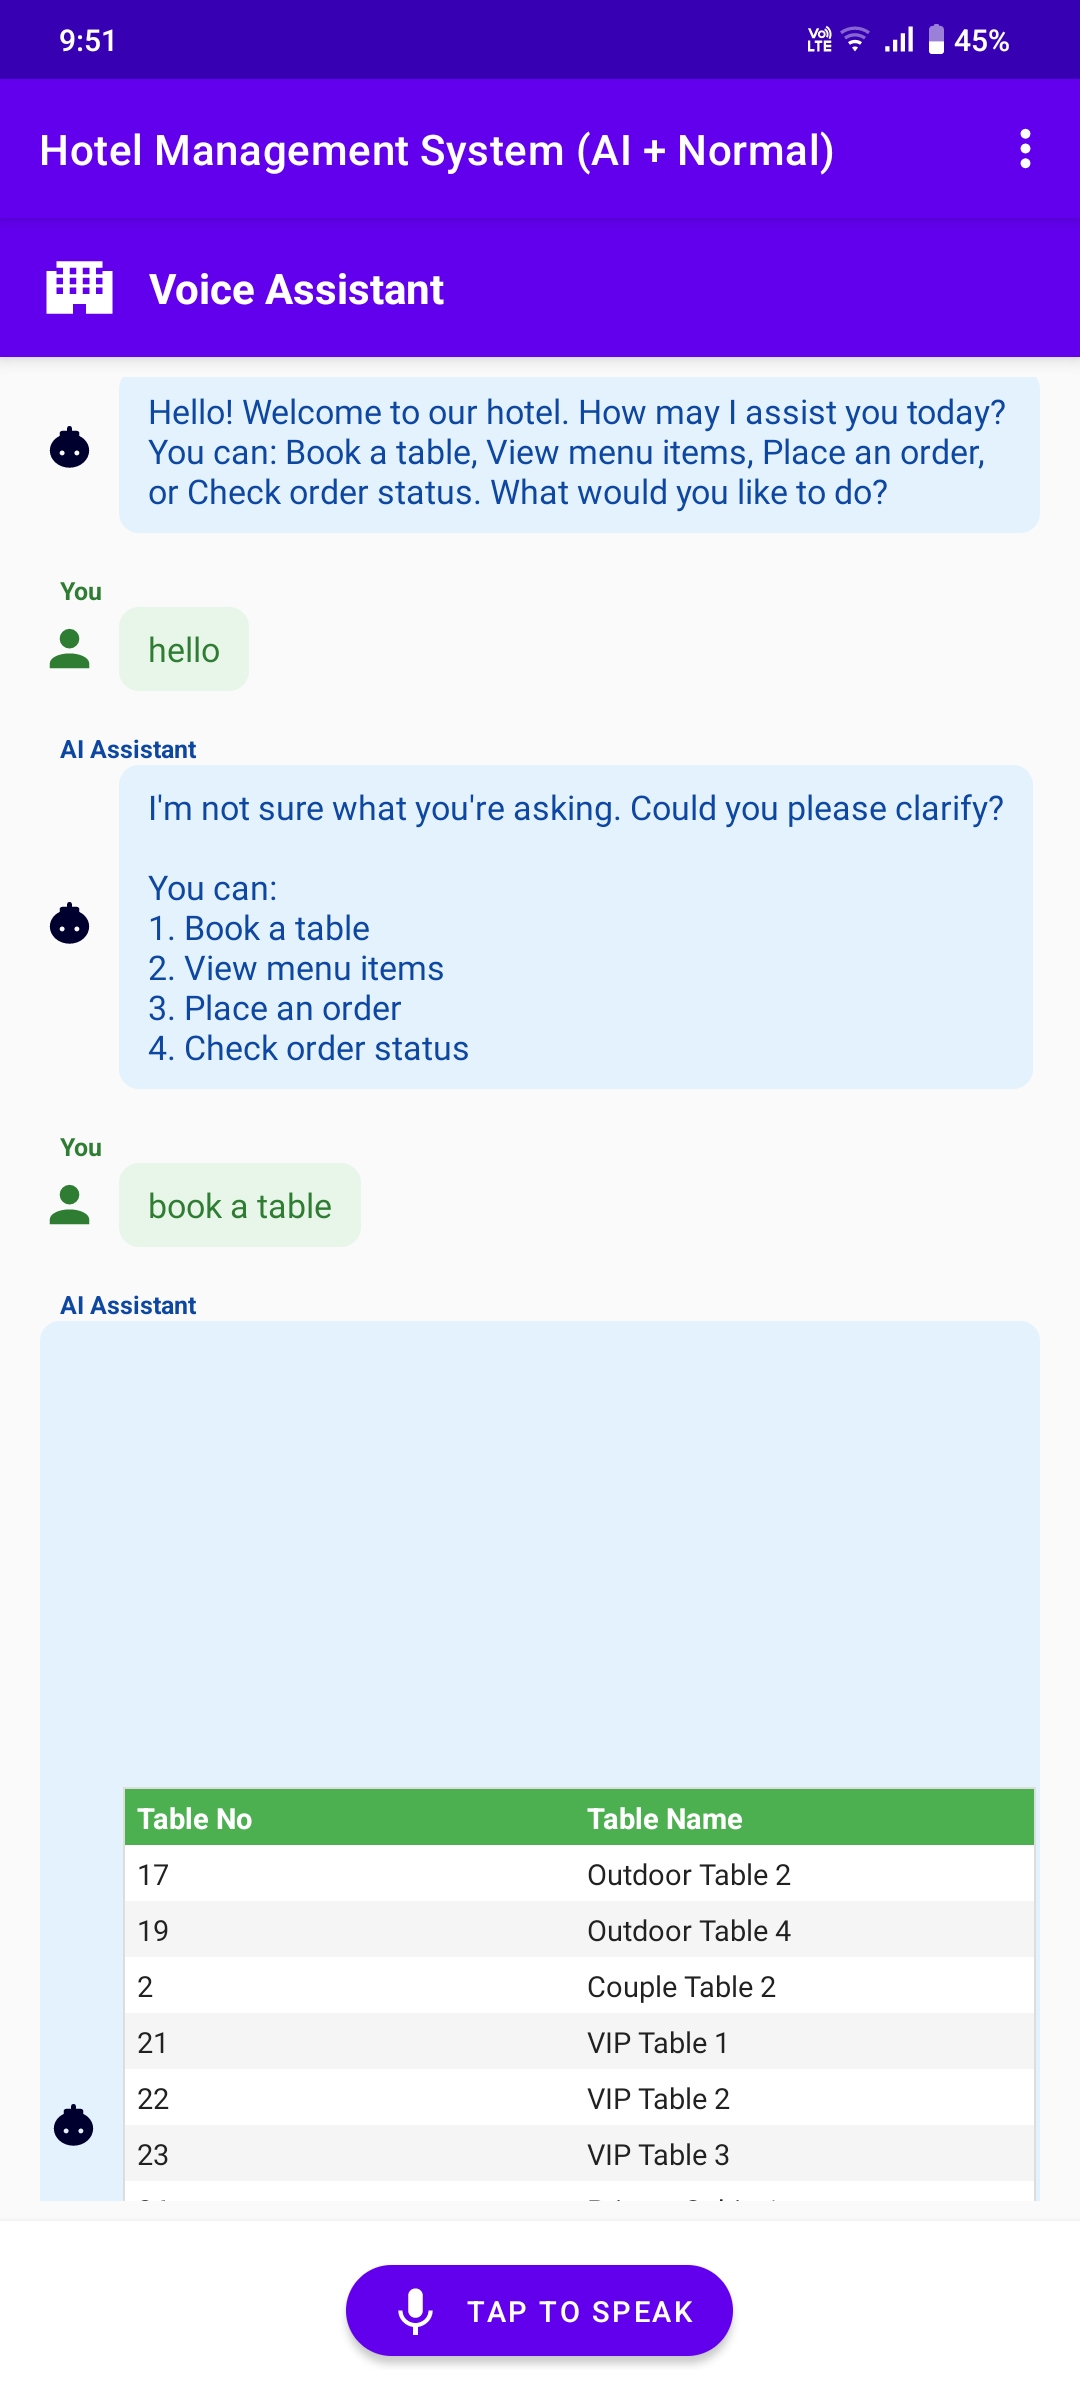 9:51
Vo)) LTE
45%
Hotel Management System (AI + Normal)
Voice Assistant
Hello! Welcome to our hotel. How may I assist you today?
You can: Book a table, View menu items, Place an order,
or Check order status. What would you like to do?
You
hello
AI Assistant
I'm not sure what you're asking. Could you please clarify?
You can:
1. Book a table
2. View menu items
3. Place an order
4. Check order status
You
book a table
AI Assistant
Table No Table Name
17 Outdoor Table 2
19 Outdoor Table 4
2 Couple Table 2
21 VIP Table 1
22 VIP Table 2
23 VIP Table 3
TAP TO SPEAK